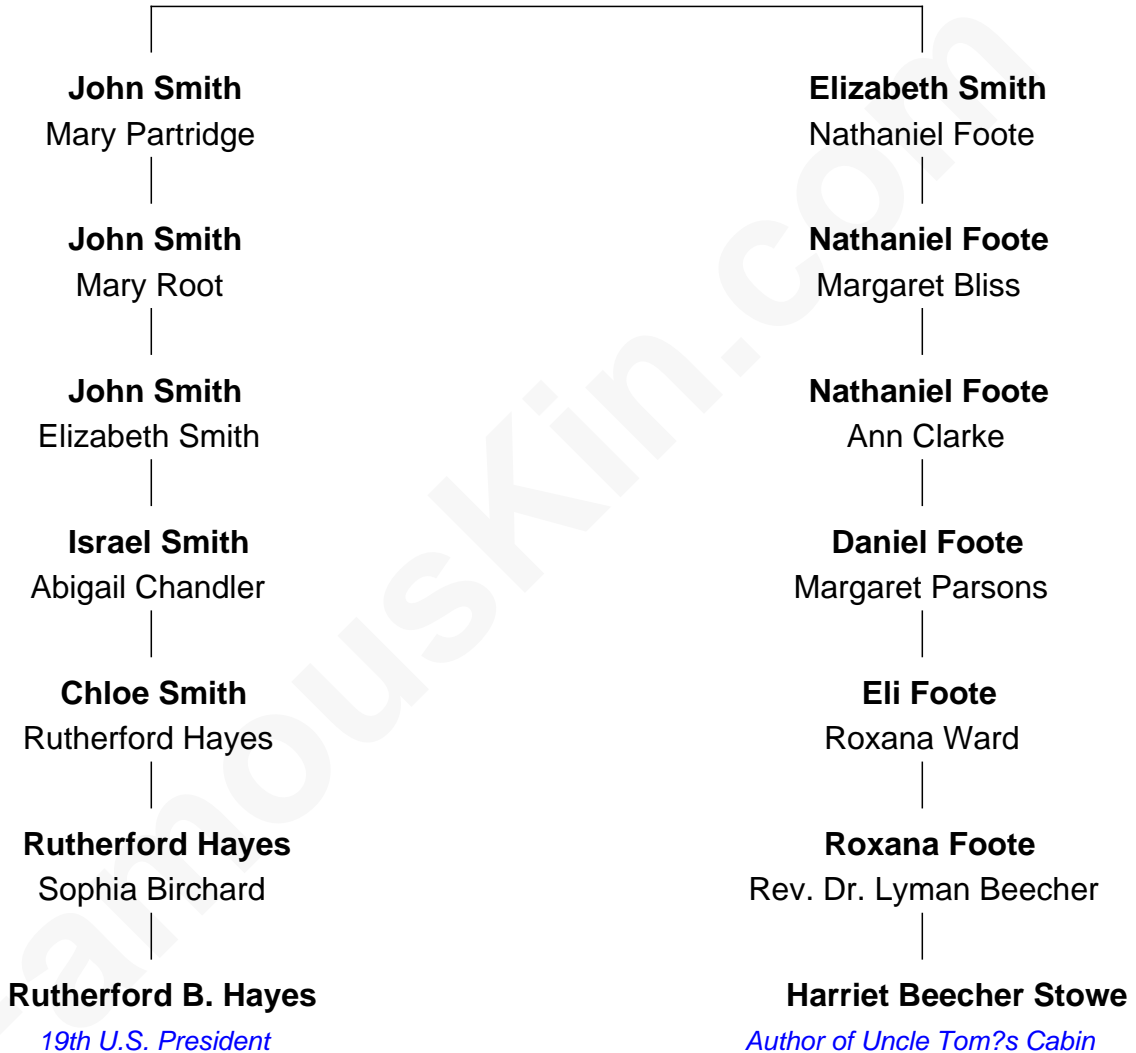 John Smith
Mary Partridge
Elizabeth Smith
Nathaniel Foote
John Smith
Mary Root
Nathaniel Foote
Margaret Bliss
John Smith
Elizabeth Smith
Nathaniel Foote
Ann Clarke
Israel Smith
Abigail Chandler
Daniel Foote
Margaret Parsons
Chloe Smith
Rutherford Hayes
Eli Foote
Roxana Ward
Rutherford Hayes
Sophia Birchard
Roxana Foote
Rev. Dr. Lyman Beecher
Rutherford B. Hayes
19th U.S. President
Harriet Beecher Stowe
Author of Uncle Tom?s Cabin
FamousKin.com